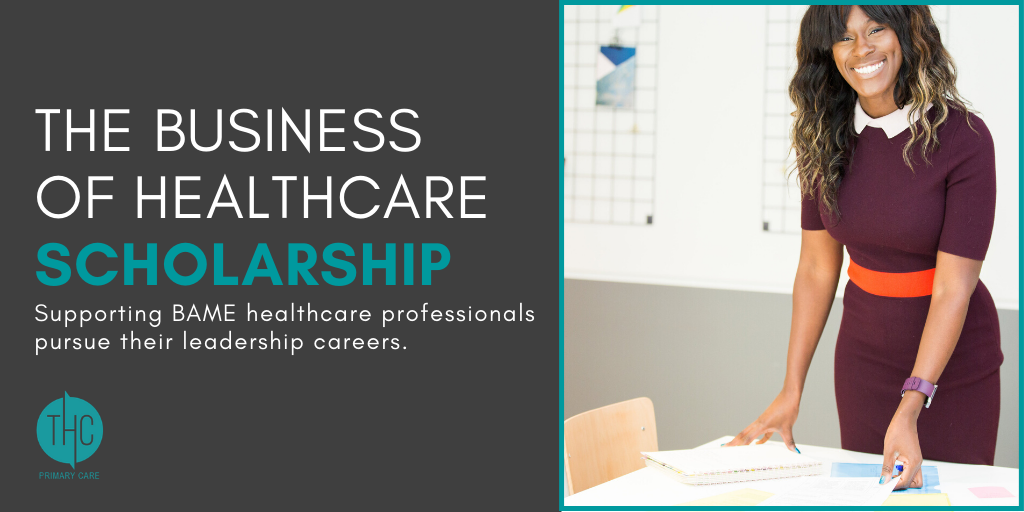 THE BUSINESS
OF HEALTHCARE
SCHOLARSHIP
Supporting BAME healthcare professionals
pursue their leadership careers.
THC
PRIMARY CARE